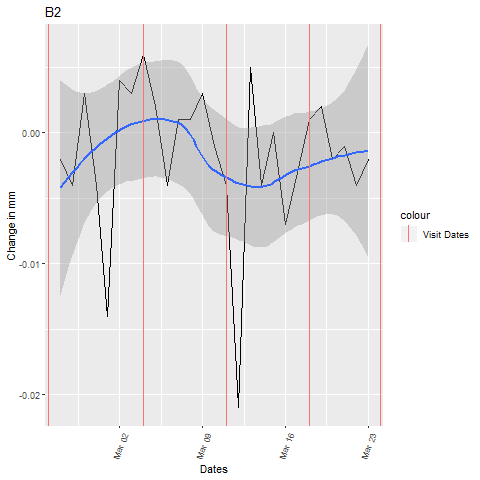 B2
Change in mm
0.00
-0.01
-0.02
Mar 02
Mar 09
Mar 16
Mar 23
Dates
colour
Visit Dates